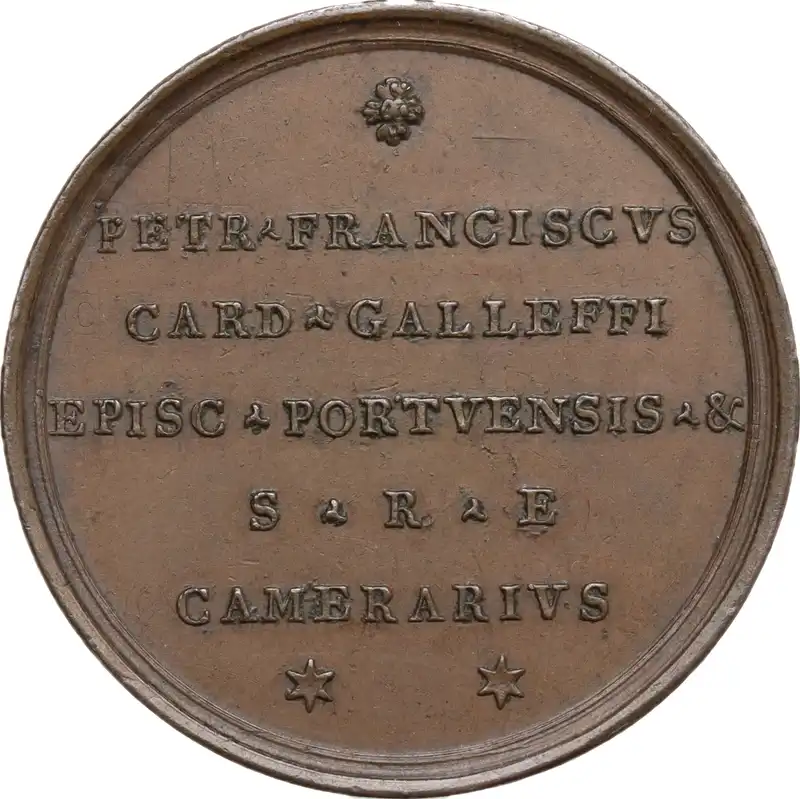 PETR · FRANCISCVS
CARD · GALLEFFI
EPISC · PORTVENSIS · &
S · R · E
CAMERARIVS